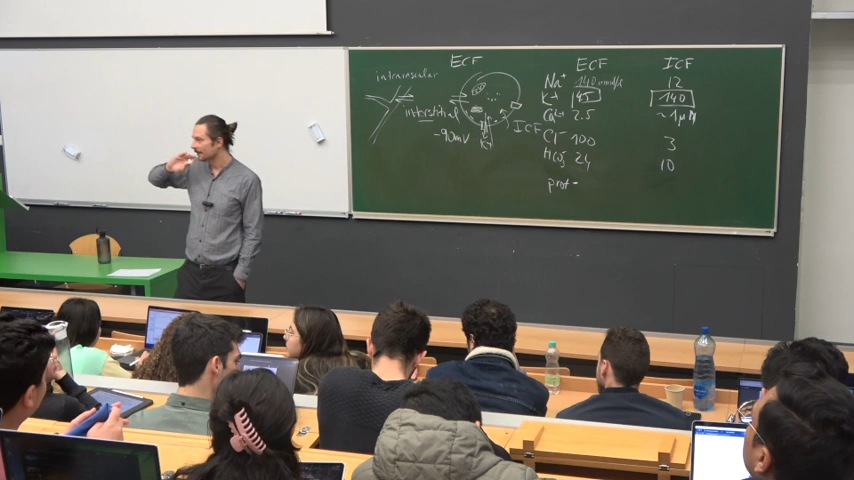 ECF
intravascular
interstitial
ICF
-90mV
K+
ECF ICF
Na+ 140 mmol/l 12
K+ 4.5 140
Ca2+ 2.5 ~1µM
Cl- 100 3
HCO3- 24 10
prot -